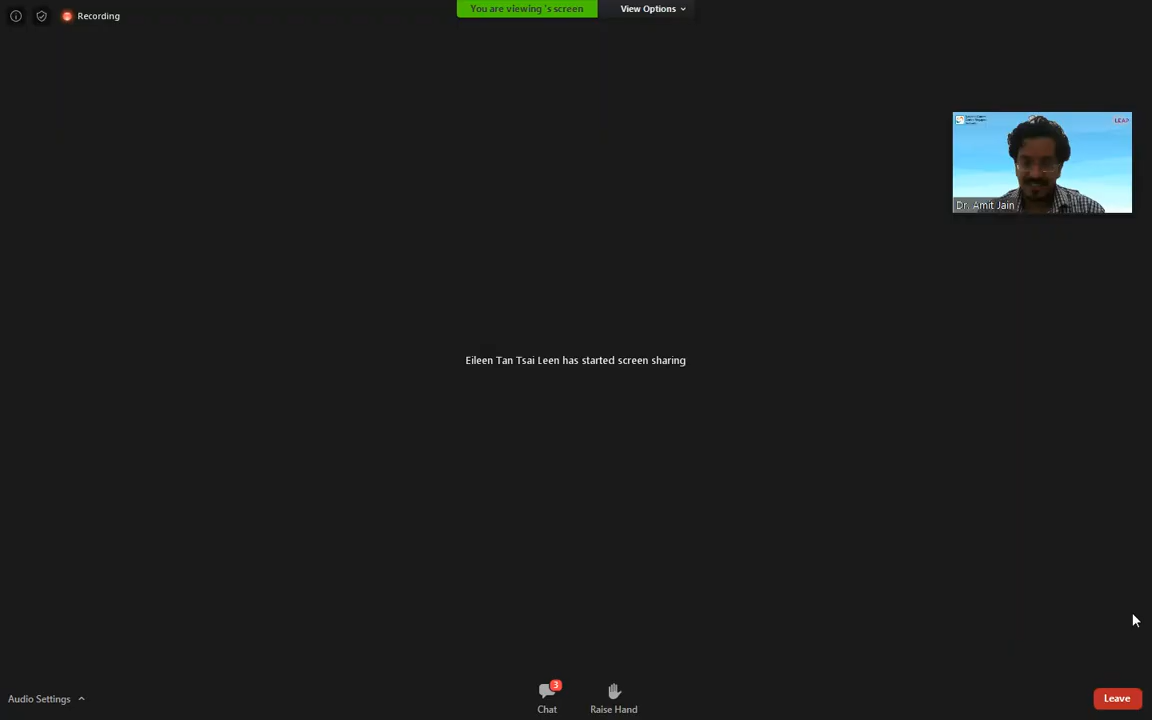 Recording
You are viewing 's screen
View Options
LEAP
Dr. Amit Jain
Eileen Tan Tsai Leen has started screen sharing
Audio Settings
3
Chat
Raise Hand
Leave